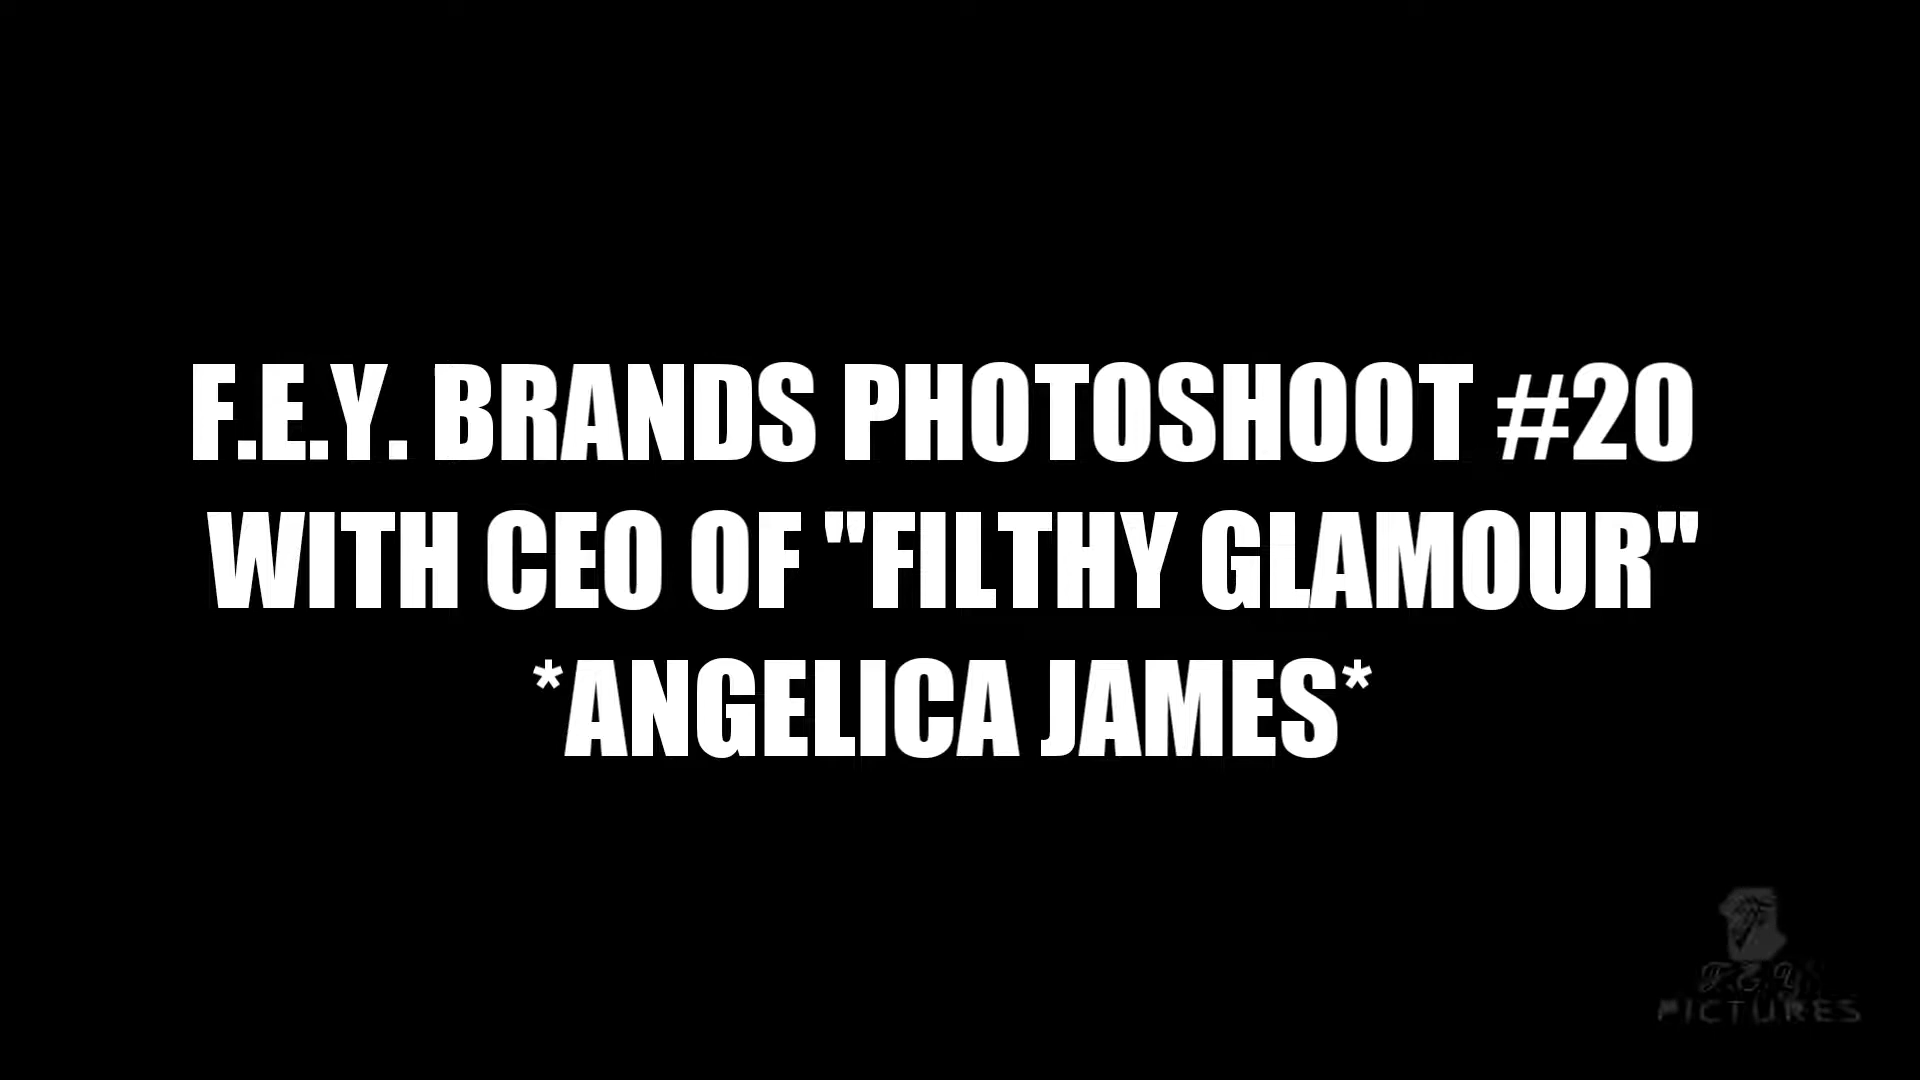 F.E.Y. BRANDS PHOTOSHOOT #20
WITH CEO OF "FILTHY GLAMOUR"
*ANGELICA JAMES*
F.E.Y.
PICTURES